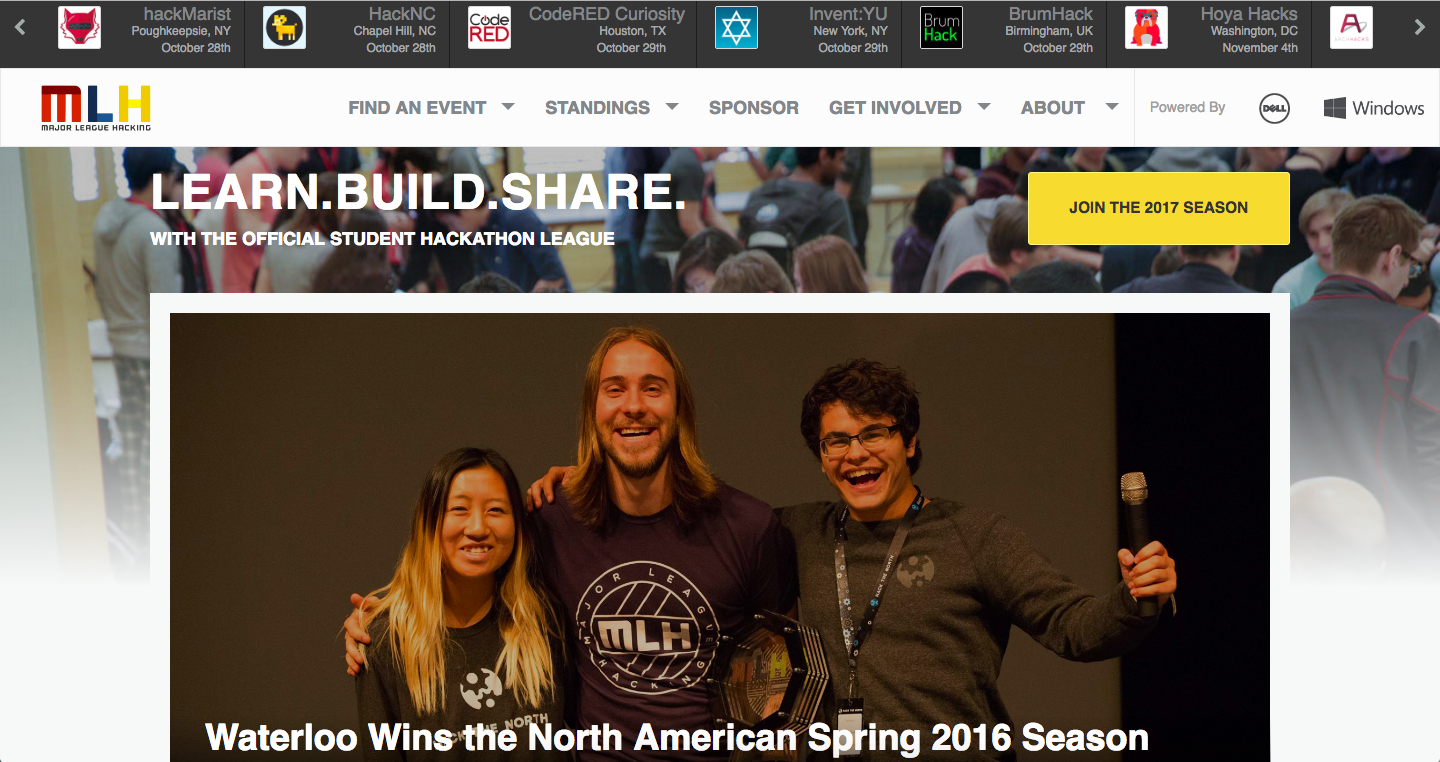 hackMarist
Poughkeepsie, NY
October 28th
HackNC
Chapel Hill, NC
October 28th
Code
RED
CodeRED Curiosity
Houston, TX
October 29th
Invent:YU
New York, NY
October 29th
Brum
Hack
BrumHack
Birmingham, UK
October 29th
Hoya Hacks
Washington, DC
November 4th
MLH
MAJOR LEAGUE HACKING
FIND AN EVENT
STANDINGS
SPONSOR
GET INVOLVED
ABOUT
Powered By
DELL
Windows
LEARN.BUILD.SHARE.
WITH THE OFFICIAL STUDENT HACKATHON LEAGUE
JOIN THE 2017 SEASON
MAJOR LEAGUE
MLH
HACKING
MLH
HACK THE NORTH
Waterloo Wins the North American Spring 2016 Season